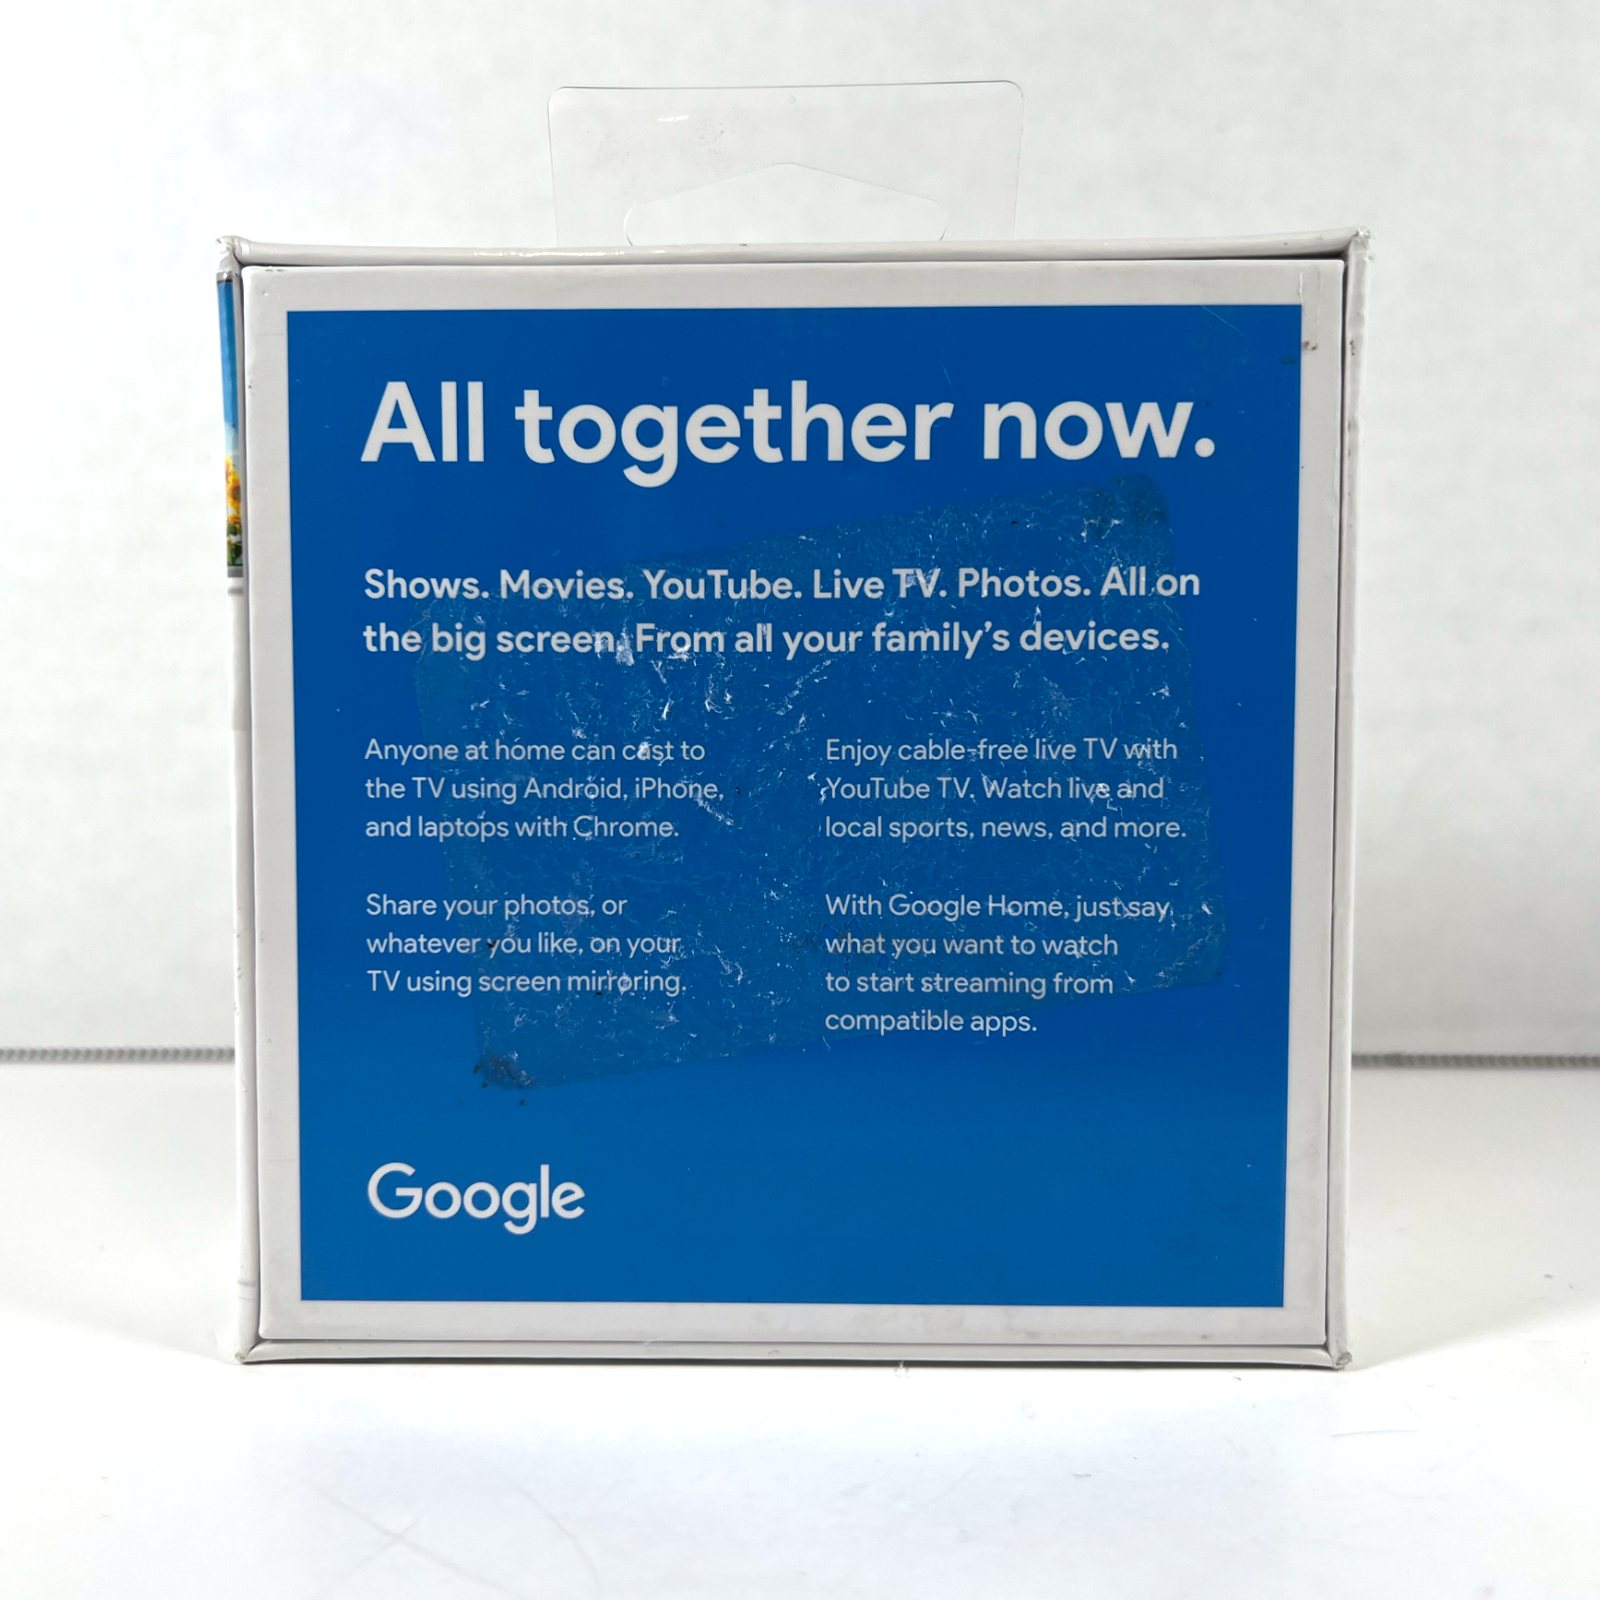 All together now.
Shows. Movies. YouTube. Live TV. Photos. All on
the big screen. From all your family's devices.
Anyone at home can cast to
the TV using Android, iPhone,
and laptops with Chrome.
Share your photos, or
whatever you like, on your
TV using screen mirroring.
Enjoy cable-free live TV with
YouTube TV. Watch live and
local sports, news, and more.
With Google Home, just say
what you want to watch
to start streaming from
compatible apps.
Google